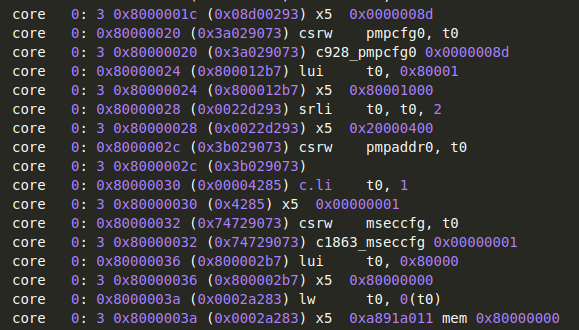 core   0: 3 0x8000001c (0x08d00293) x5  0x0000008d
core   0: 0x80000020 (0x3a029073) csrw    pmpcfg0, t0
core   0: 3 0x80000020 (0x3a029073) c928_pmpcfg0 0x0000008d
core   0: 0x80000024 (0x800012b7) lui     t0, 0x80001
core   0: 3 0x80000024 (0x800012b7) x5  0x80001000
core   0: 0x80000028 (0x0022d293) srli    t0, t0, 2
core   0: 3 0x80000028 (0x0022d293) x5  0x20000400
core   0: 0x8000002c (0x3b029073) csrw    pmpaddr0, t0
core   0: 3 0x8000002c (0x3b029073)
core   0: 0x80000030 (0x00004285) c.li    t0, 1
core   0: 3 0x80000030 (0x4285) x5  0x00000001
core   0: 0x80000032 (0x74729073) csrw    mseccfg, t0
core   0: 3 0x80000032 (0x74729073) c1863_mseccfg 0x00000001
core   0: 0x80000036 (0x800002b7) lui     t0, 0x80000
core   0: 3 0x80000036 (0x800002b7) x5  0x80000000
core   0: 0x8000003a (0x0002a283) lw      t0, 0(t0)
core   0: 3 0x8000003a (0x0002a283) x5  0xa891a011 mem 0x80000000